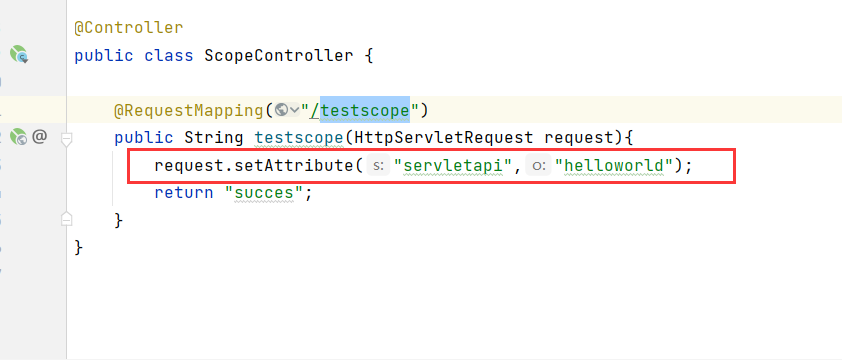 @Controller
public class ScopeController {
@RequestMapping("/testscope")
public String testscope(HttpServletRequest request){
request.setAttribute( s: "servletapi", o: "helloworld");
return "succes";
}
}